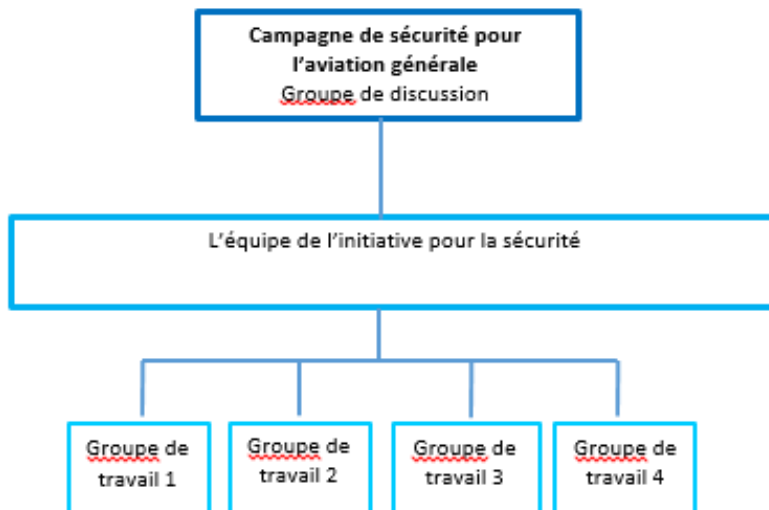 Campagne de sécurité pour
l'aviation générale
Groupe de discussion
L'équipe de l'initiative pour la sécurité
Groupe de
travail 1
Groupe de
travail 2
Groupe de
travail 3
Groupe de
travail 4